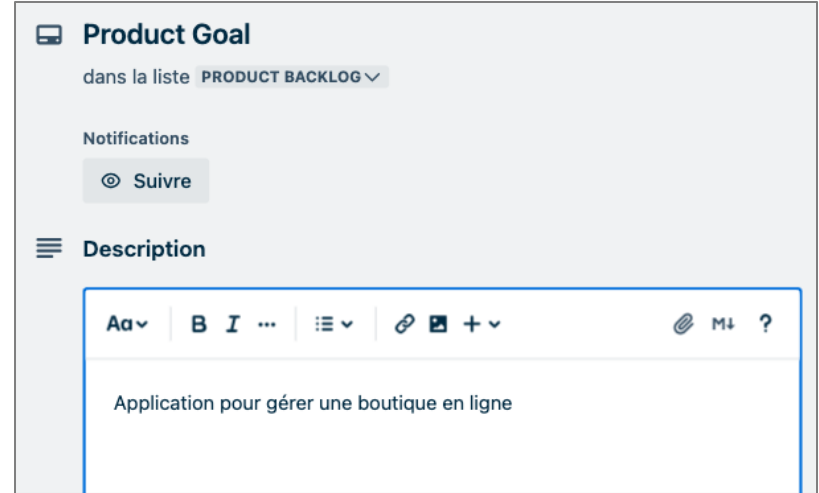 Product Goal
dans la liste PRODUCT BACKLOG
Notifications
Suivre
Description
Aa B I ... M↓ ?
Application pour gérer une boutique en ligne